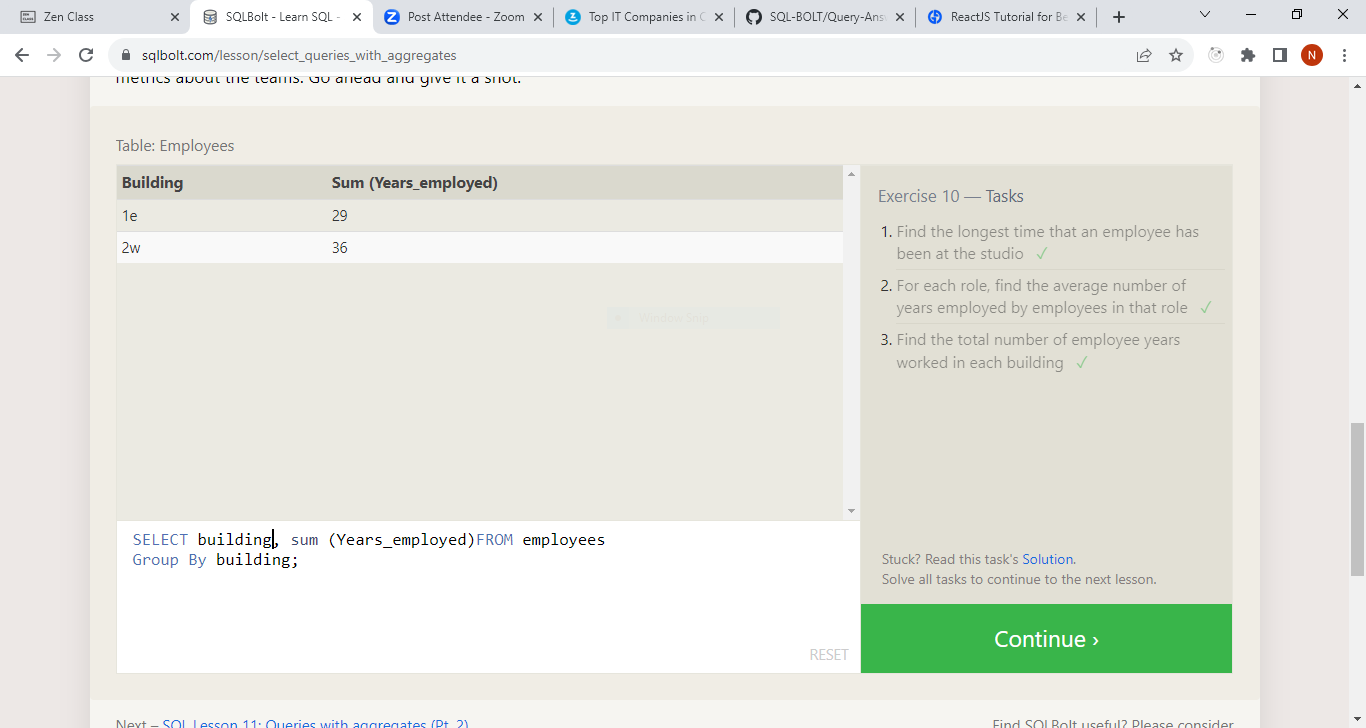 Zen Class
SQLBolt - Learn SQL -
Post Attendee - Zoom
Top IT Companies in C
SQL-BOLT/Query-Ans
ReactJS Tutorial for Be
sqlbolt.com/lesson/select_queries_with_aggregates
N
metrics about the teams. Go ahead and give it a shot.
Table: Employees
Building Sum (Years_employed)
1e 29
2w 36
Window Snip
SELECT building, sum (Years_employed)FROM employees
Group By building;
RESET
Exercise 10 — Tasks
1. Find the longest time that an employee has
been at the studio ✓
2. For each role, find the average number of
years employed by employees in that role ✓
3. Find the total number of employee years
worked in each building ✓
Stuck? Read this task's Solution.
Solve all tasks to continue to the next lesson.
Continue ›
Next – SQL Lesson 11: Queries with aggregates (Pt. 2)
Find SQLBolt useful? Please consider